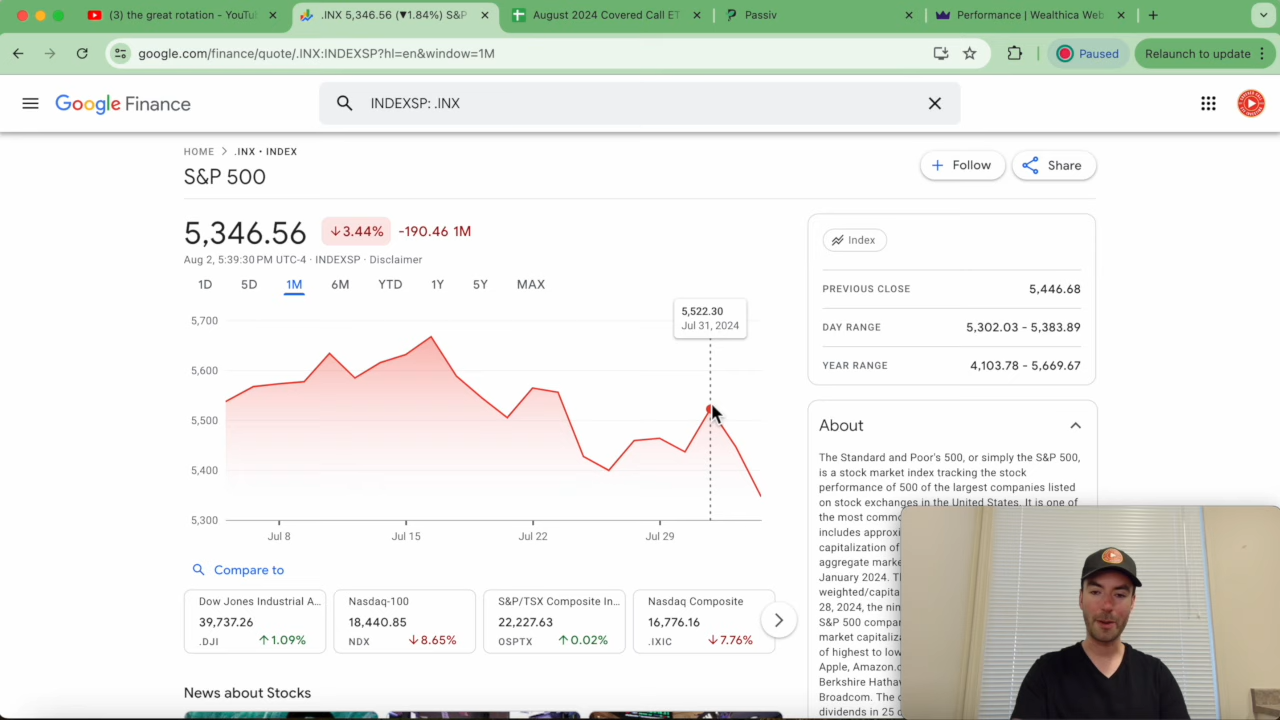 (3) the great rotation - YouTu
.INX 5,346.56 (▼1.84%) S&P
August 2024 Covered Call ET
Passiv
Performance | Wealthica Web
google.com/finance/quote/.INX:INDEXSP?hl=en&window=1M
Paused
Relaunch to update
Google Finance
INDEXSP: .INX
HOME > .INX • INDEX
S&P 500
+ Follow
Share
5,346.56
↓3.44%
-190.46 1M
Aug 2, 5:39:30 PM UTC-4 · INDEXSP · Disclaimer
1D 5D 1M 6M YTD 1Y 5Y MAX
5,522.30
Jul 31, 2024
5,700
5,600
5,500
5,400
5,300
Jul 8 Jul 15 Jul 22 Jul 29
Compare to
Dow Jones Industrial A...
39,737.26
.DJI ↑1.09%
Nasdaq-100
18,440.85
NDX ↓8.65%
S&P/TSX Composite In...
22,227.63
OSPTX ↑0.02%
Nasdaq Composite
16,776.16
.IXIC ↓7.76%
News about Stocks
Index
PREVIOUS CLOSE 5,446.68
DAY RANGE 5,302.03 - 5,383.89
YEAR RANGE 4,103.78 - 5,669.67
About
The Standard and Poor's 500, or simply the S&P 500,
is a stock market index tracking the stock
performance of 500 of the largest companies listed
on stock exchanges in the United States. It is one of
the most commo
includes approxi
capitalization of
aggregate marke
January 2024. T
weighted/capita
28, 2024, the nin
S&P 500 compar
market capitaliza
of highest to low
Apple, Amazon.c
Berkshire Hathav
Broadcom. The c
dividends in 25 c